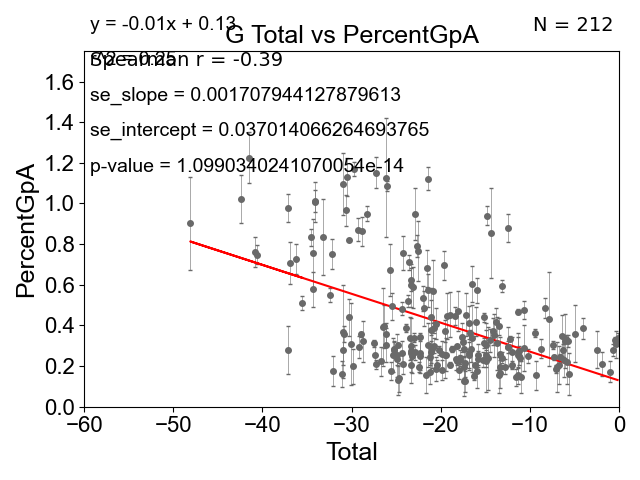 y = -0.01x + 0.13
G Total vs PercentGpA
N = 212
Spearman r = -0.39
se_slope = 0.001707944127879613
se_intercept = 0.037014066264693765
p-value = 1.0990340241070054e-14
PercentGpA
1.6
1.4
1.2
1.0
0.8
0.6
0.4
0.2
0.0
−60 −50 −40 −30 −20 −10 0
Total